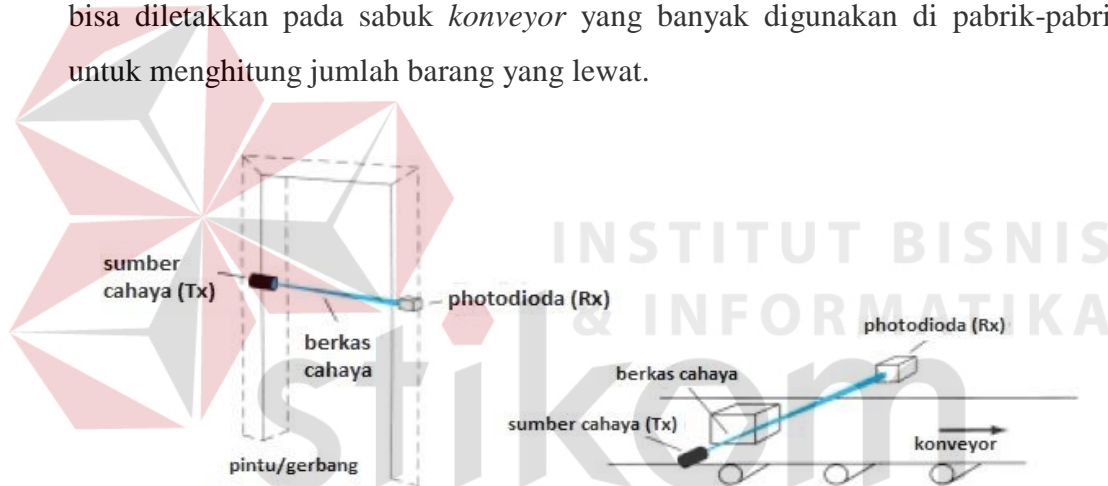 bisa diletakkan pada sabuk konveyor yang banyak digunakan di pabrik-pabri
untuk menghitung jumlah barang yang lewat.
INSTITUT BISNIS
& INFORMATIKA
stikom
sumber
cahaya (Tx)
photodioda (Rx)
berkas
cahaya
pintu/gerbang
photodioda (Rx)
berkas cahaya
sumber cahaya (Tx)
konveyor